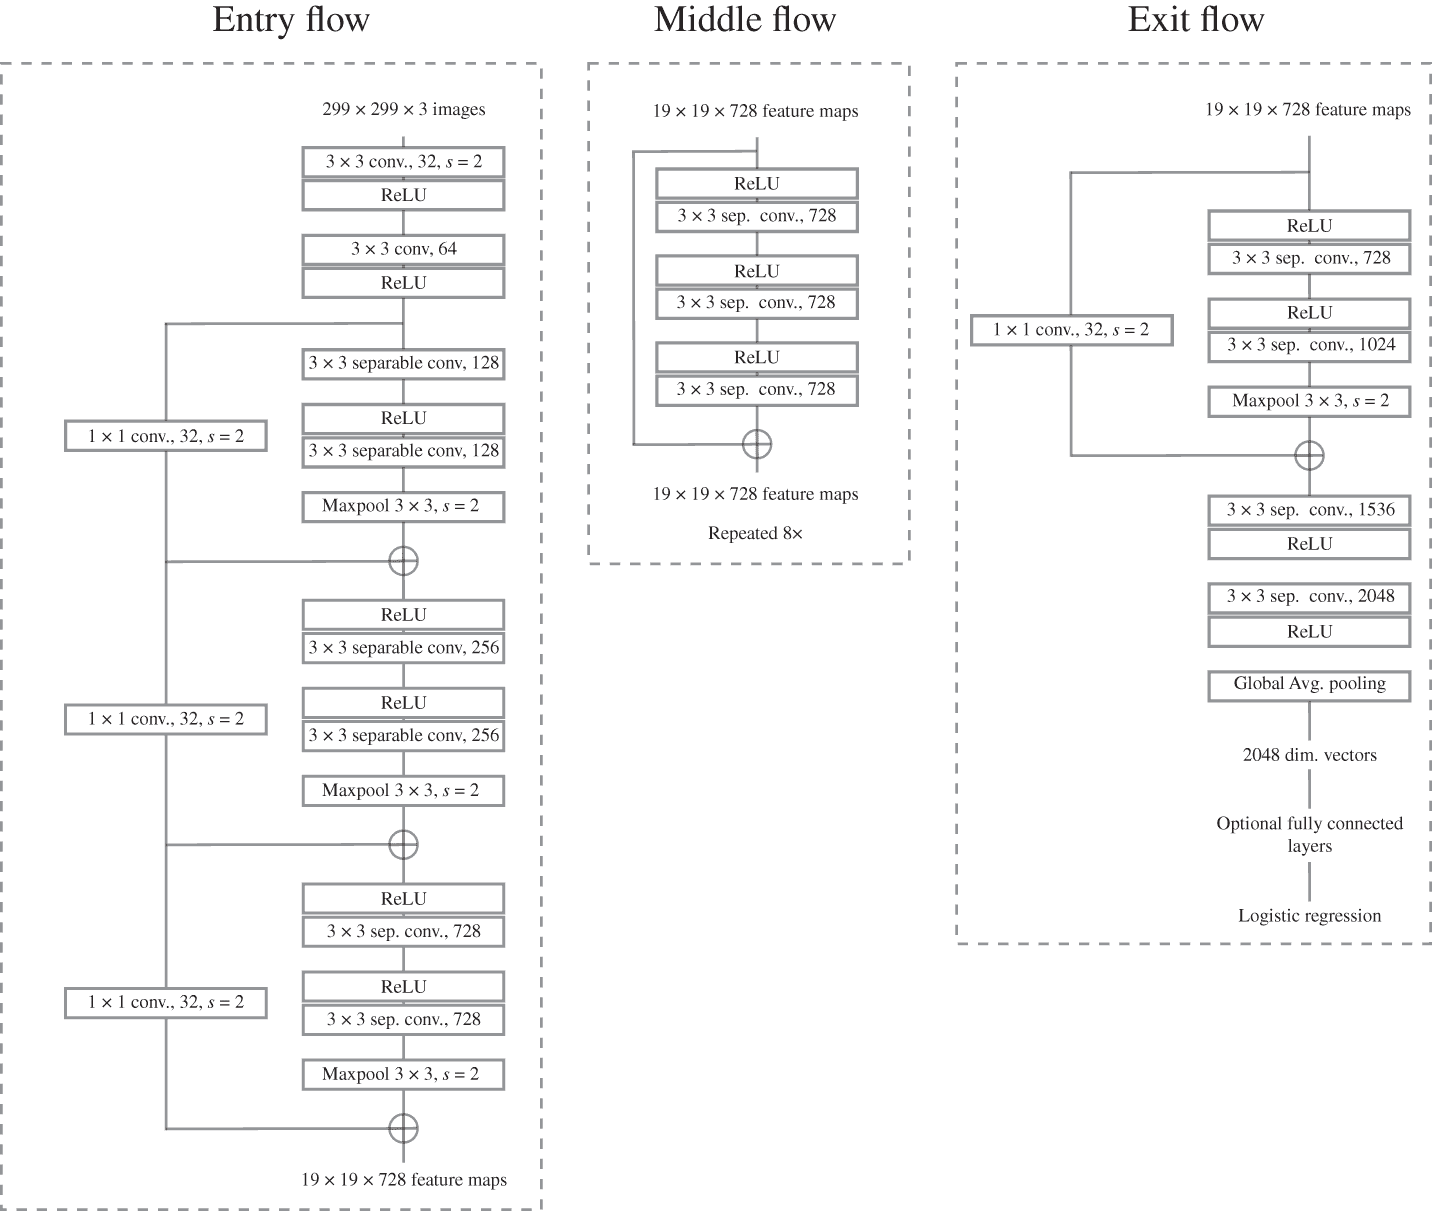 Entry flow
299 × 299 × 3 images
3 × 3 conv., 32, s = 2
ReLU
3 × 3 conv, 64
ReLU
3 × 3 separable conv, 128
ReLU
1 × 1 conv., 32, s = 2
3 × 3 separable conv, 128
Maxpool 3 × 3, s = 2
ReLU
3 × 3 separable conv, 256
ReLU
1 × 1 conv., 32, s = 2
3 × 3 separable conv, 256
Maxpool 3 × 3, s = 2
ReLU
3 × 3 sep. conv., 728
ReLU
1 × 1 conv., 32, s = 2
3 × 3 sep. conv., 728
Maxpool 3 × 3, s = 2
19 × 19 × 728 feature maps
Middle flow
19 × 19 × 728 feature maps
ReLU
3 × 3 sep. conv., 728
ReLU
3 × 3 sep. conv., 728
ReLU
3 × 3 sep. conv., 728
19 × 19 × 728 feature maps
Repeated 8×
Exit flow
19 × 19 × 728 feature maps
ReLU
3 × 3 sep. conv., 728
ReLU
1 × 1 conv., 32, s = 2
3 × 3 sep. conv., 1024
Maxpool 3 × 3, s = 2
3 × 3 sep. conv., 1536
ReLU
3 × 3 sep. conv., 2048
ReLU
Global Avg. pooling
2048 dim. vectors
Optional fully connected
layers
Logistic regression